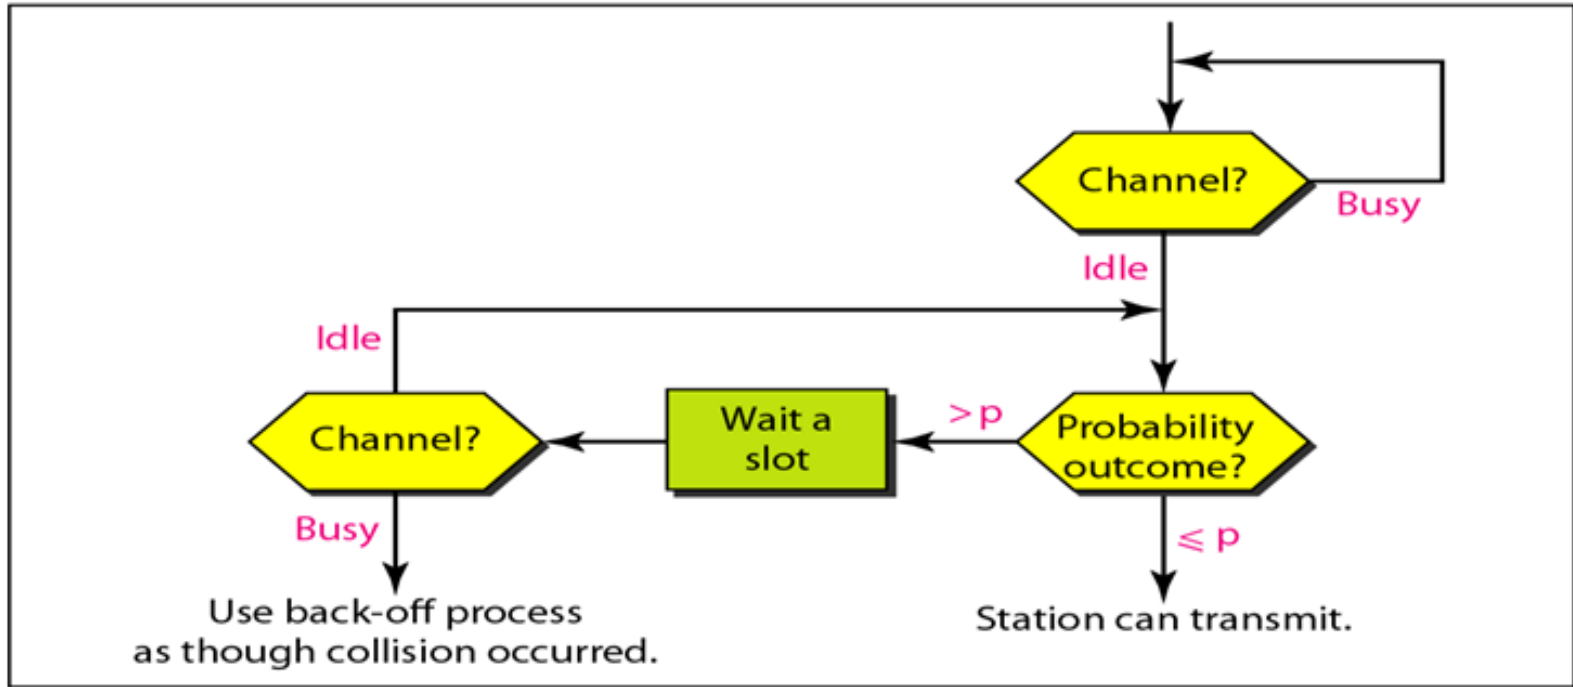 Channel?
Busy
Idle
Idle
Channel?
Wait a
slot
>p
Probability
outcome?
Busy
⩽ p
Use back-off process
as though collision occurred.
Station can transmit.